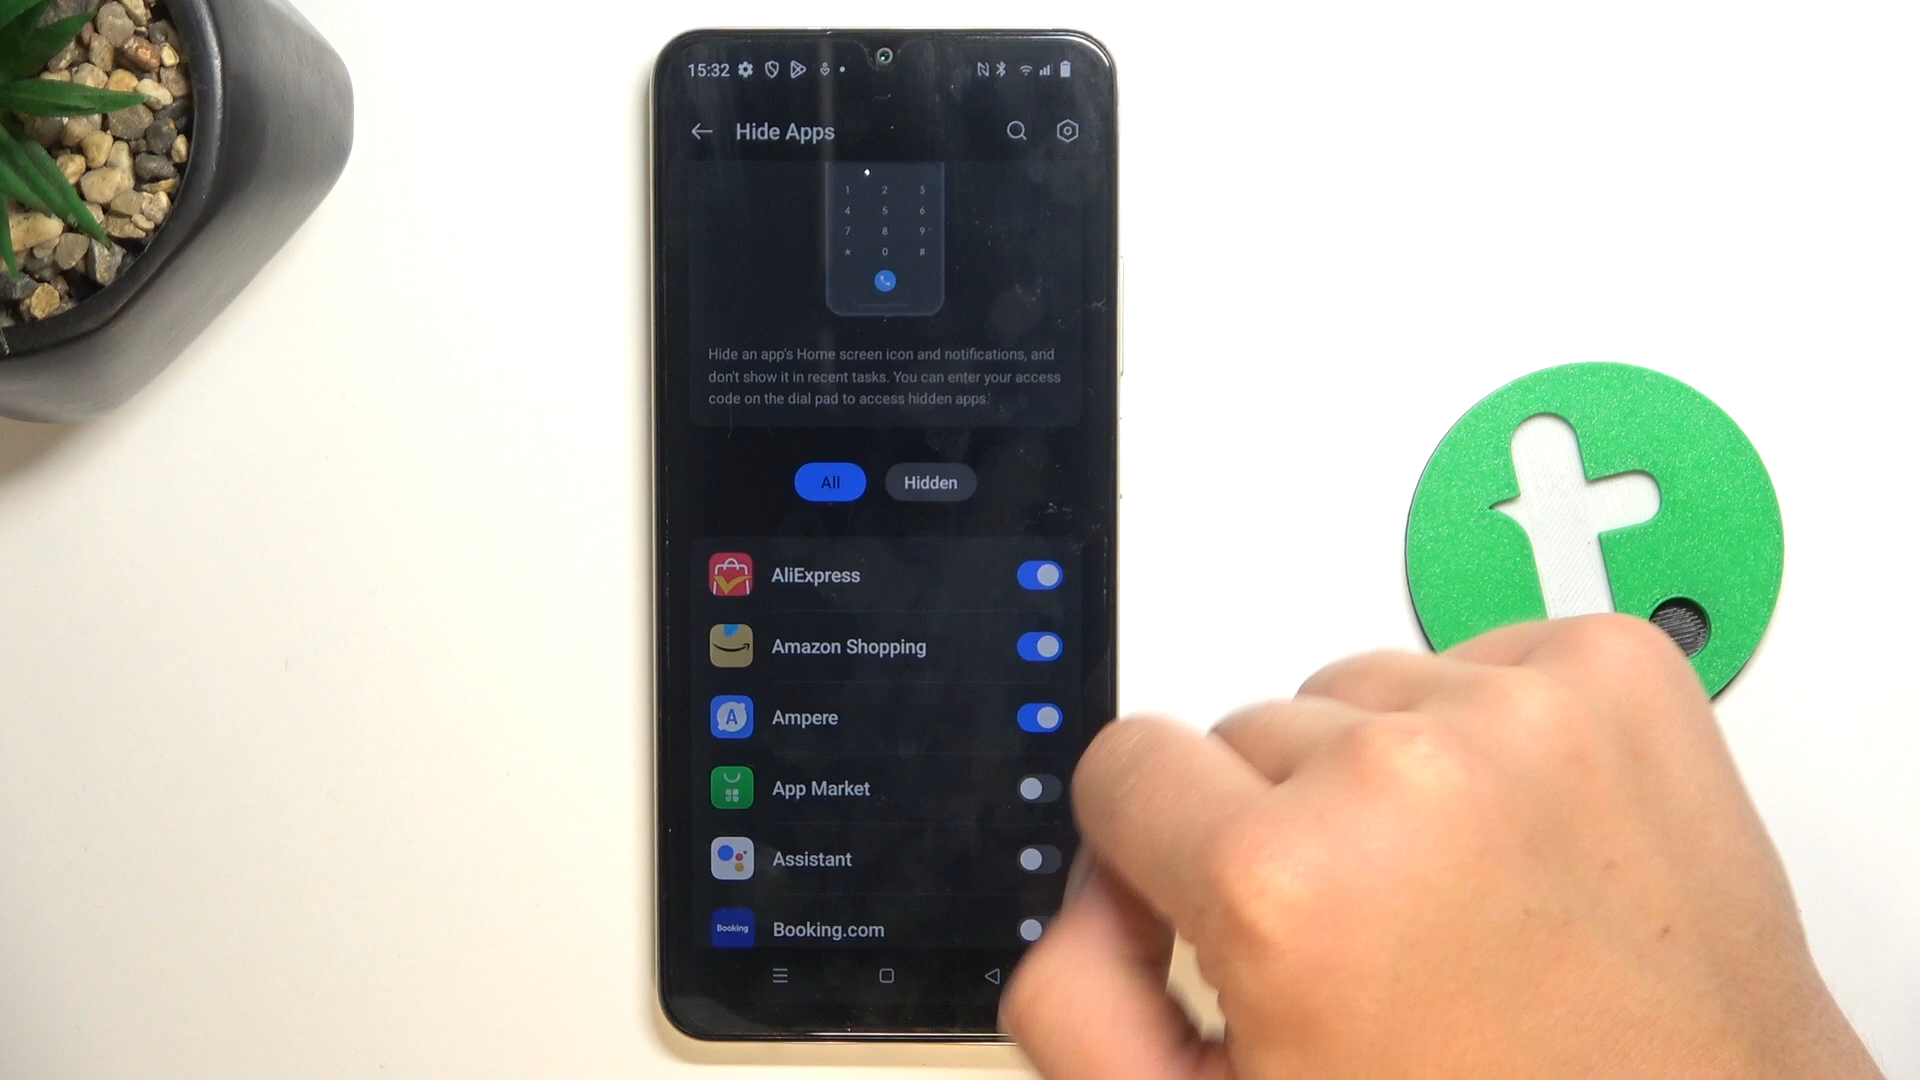 15:32
Hide Apps
1 2 3
4 5 6
7 8 9
* 0 #
Hide an app's Home screen icon and notifications, and
don't show it in recent tasks. You can enter your access
code on the dial pad to access hidden apps.
All Hidden
AliExpress
Amazon Shopping
A Ampere
App Market
Assistant
Booking Booking.com